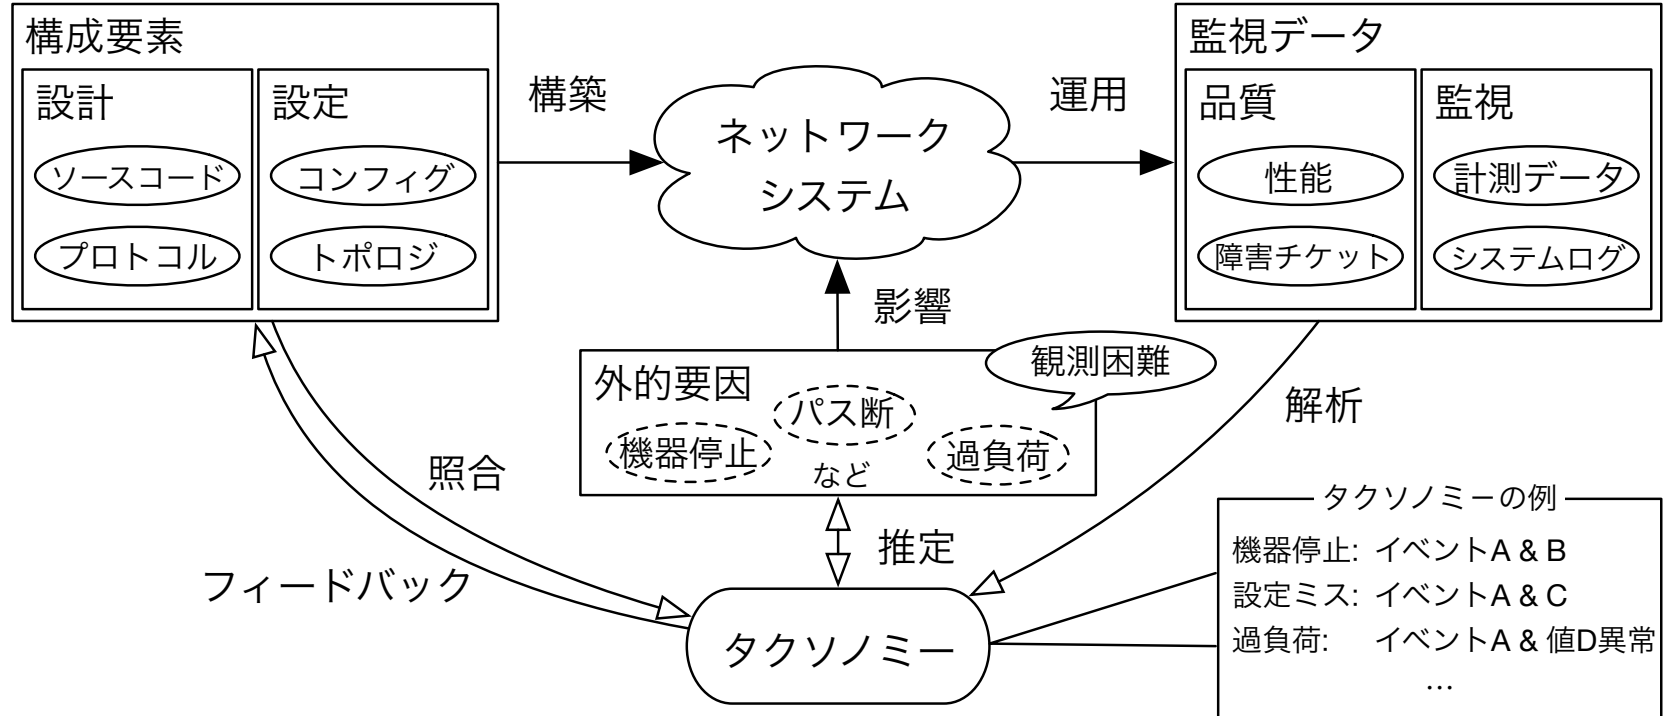 構成要素
設計
ソースコード
プロトコル
設定
コンフィグ
トポロジ
構築
ネットワーク
システム
運用
監視データ
品質
性能
障害チケット
監視
計測データ
システムログ
影響
外的要因
観測困難
パス断
機器停止
過負荷
など
解析
照合
フィードバック
推定
タクソノミー
タクソノミーの例
機器停止: イベントA & B
設定ミス: イベントA & C
過負荷: イベントA & 値D異常
…